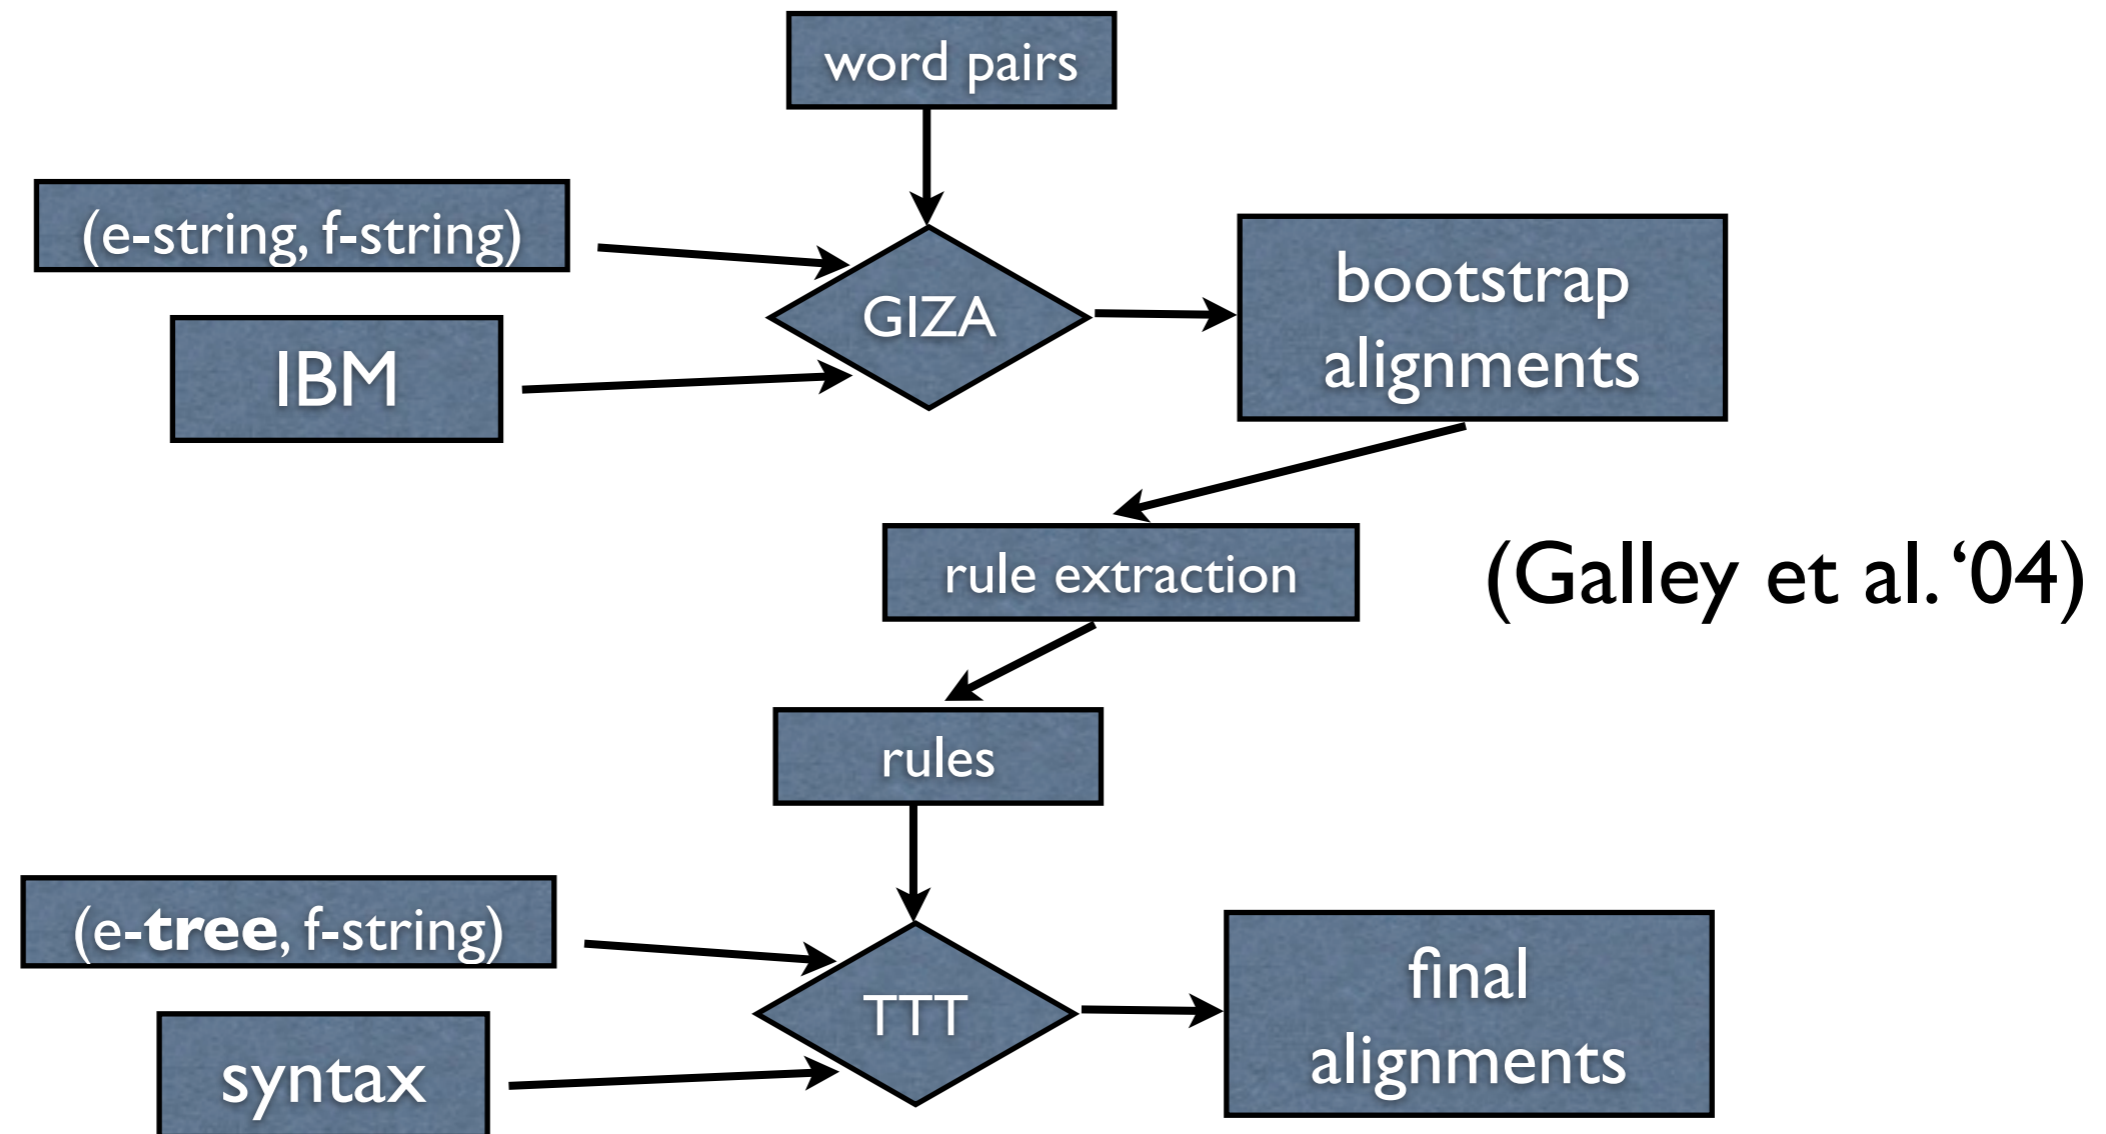 word pairs
(e-string, f-string)
IBM
GIZA
bootstrap
alignments
rule extraction
(Galley et al. ‘04)
rules
(e-tree, f-string)
syntax
TTT
final
alignments